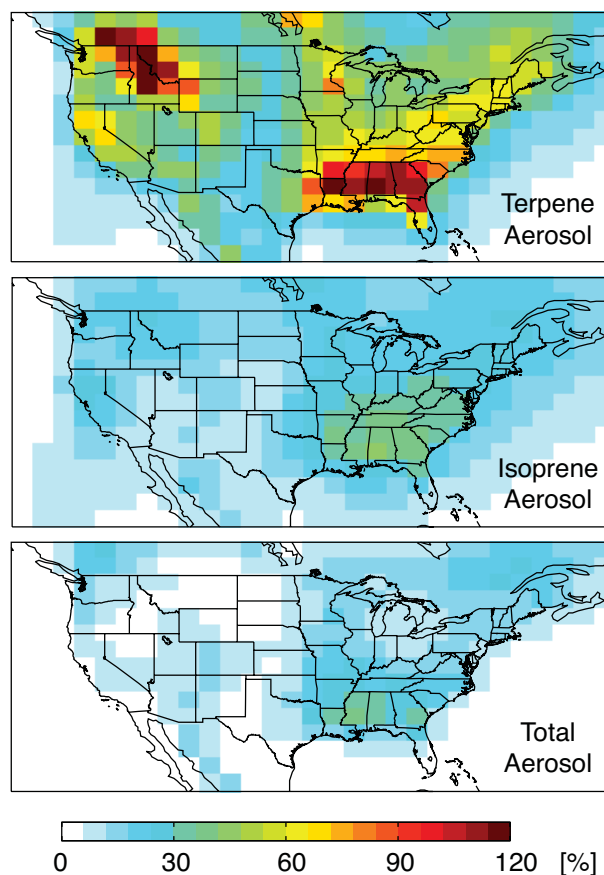 Terpene
Aerosol
Isoprene
Aerosol
Total
Aerosol
0 30 60 90 120 [%]